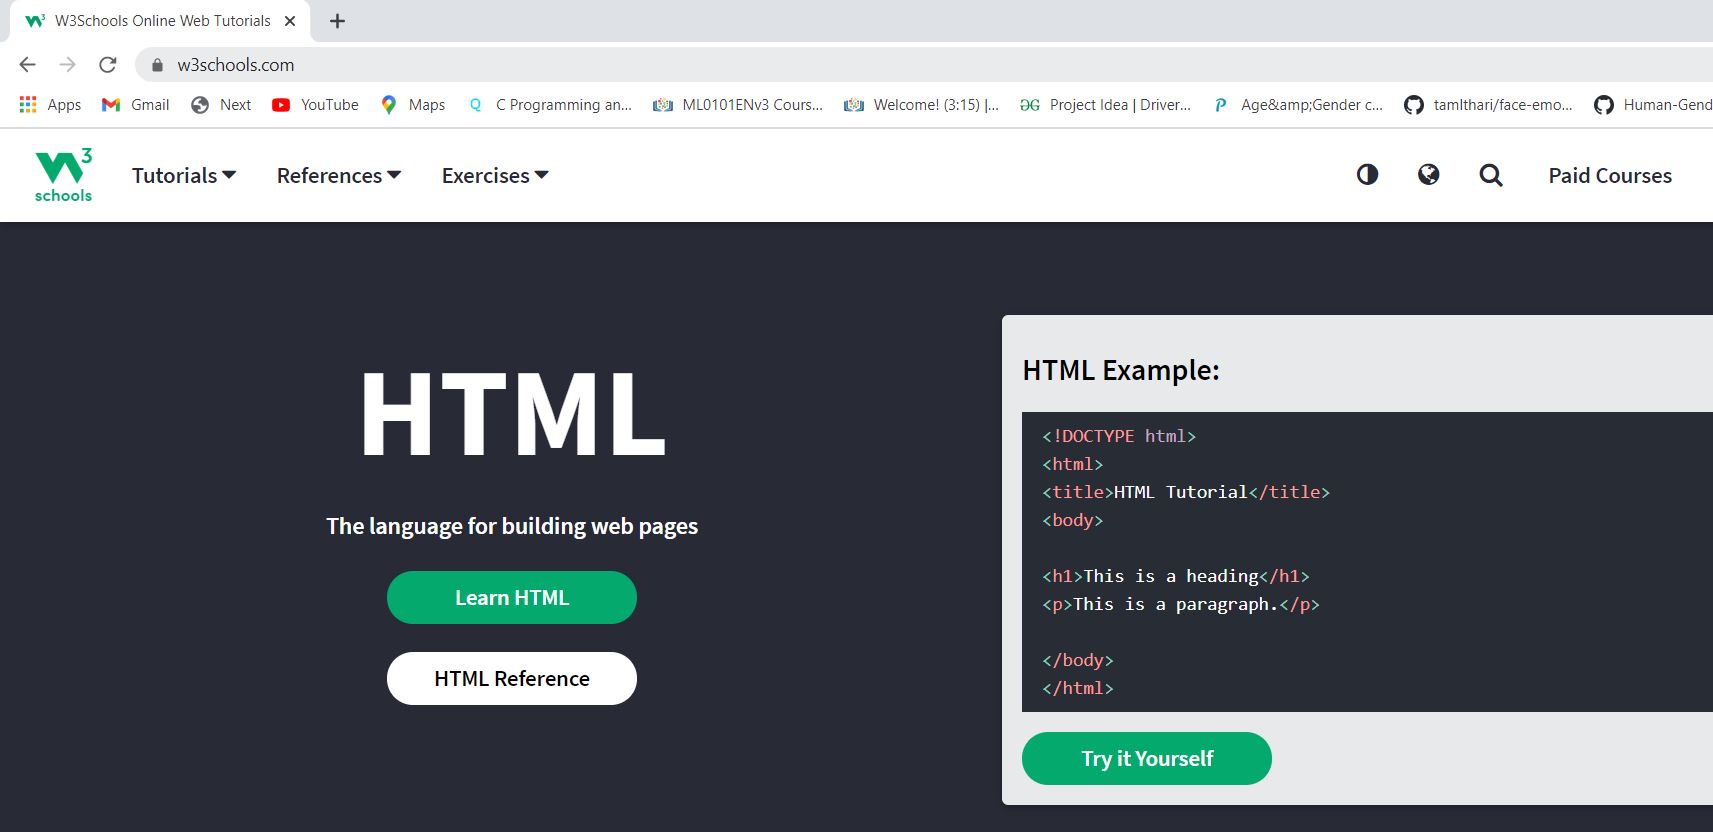 W3Schools Online Web Tutorials
w3schools.com
Apps Gmail Next YouTube Maps C Programming an... ML0101ENv3 Cours... Welcome! (3:15) |... Project Idea | Driver... Age&amp;Gender c... tamlthari/face-emo... Human-Gend
W3 schools Tutorials References Exercises Paid Courses
HTML
The language for building web pages
Learn HTML
HTML Reference
HTML Example:
<!DOCTYPE html>
<html>
<title>HTML Tutorial</title>
<body>
<h1>This is a heading</h1>
<p>This is a paragraph.</p>
</body>
</html>
Try it Yourself